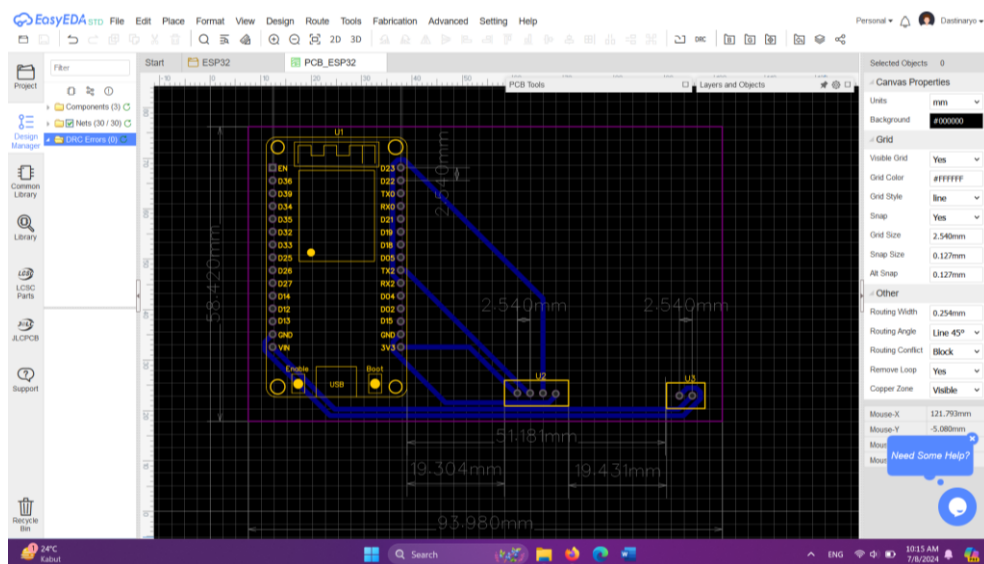 EasyEDA STD File Edit Place Format View Design Route Tools Fabrication Advanced Setting Help Personal Dastinaryo
2D 3D DRC
Project
Design Manager
Common Library
Library
LCSC Parts
JLCPCB
Support
Recycle Bin
Filter
Components (3)
Nets (30 / 30)
DRC Errors (0)
Start ESP32 PCB_ESP32
PCB Tools
Layers and Objects
U1
EN D23
D36 D22
D39 TX0
D34 RX0
D35 D21
D32 D19
D33 D18
D25 D05
D26 TX2
D27 RX2
D14 D04
D12 D02
D13 D15
GND GND
VIN 3V3
Enable Boot
USB
U2
U3
2.540mm
58.420mm
2.540mm
2.540mm
51.181mm
19.304mm
19.431mm
93.980mm
Selected Objects 0
Canvas Properties
Units mm
Background #000000
Grid
Visible Grid Yes
Grid Color #FFFFFF
Grid Style line
Snap Yes
Grid Size 2.540mm
Snap Size 0.127mm
Alt Snap 0.127mm
Other
Routing Width 0.254mm
Routing Angle Line 45°
Routing Conflict Block
Remove Loop Yes
Copper Zone Visible
Mouse-X 121.793mm
Mouse-Y -5.080mm
Need Some Help?
24°C
Kabut
Search
ENG
10:15 AM
7/8/2024